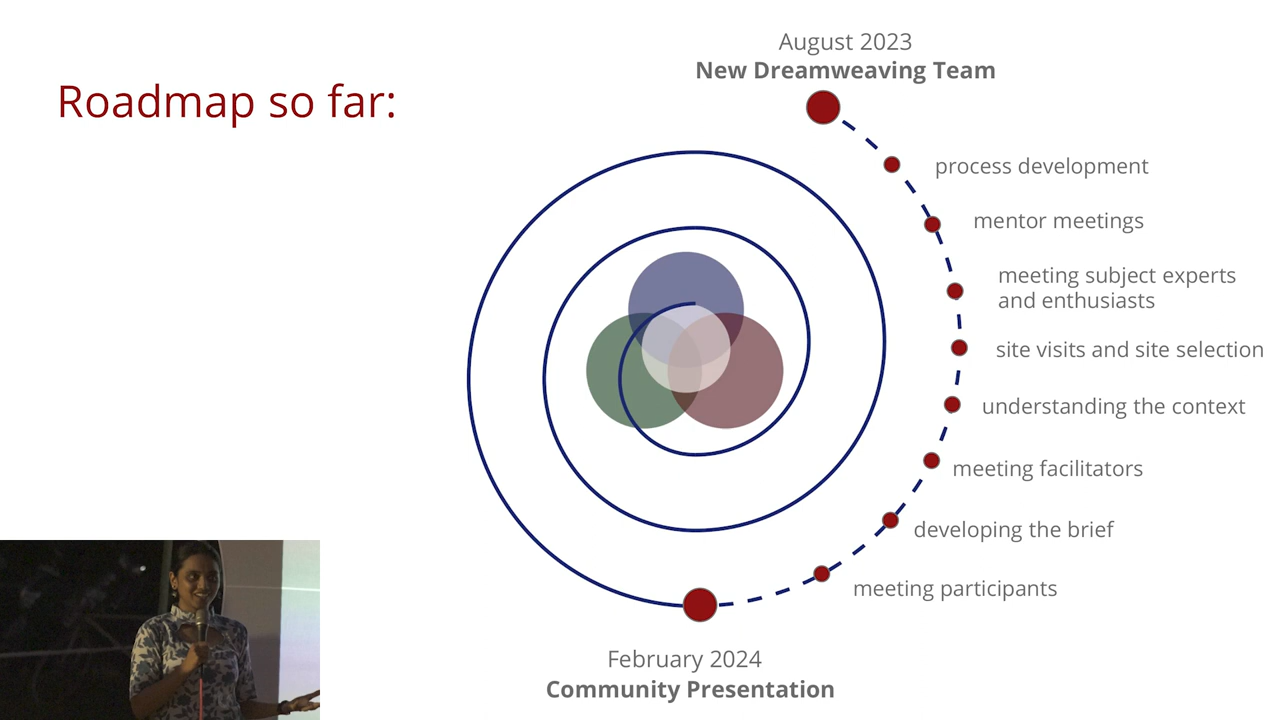 Roadmap so far:
August 2023
New Dreamweaving Team
process development
mentor meetings
meeting subject experts
and enthusiasts
site visits and site selection
understanding the context
meeting facilitators
developing the brief
meeting participants
February 2024
Community Presentation